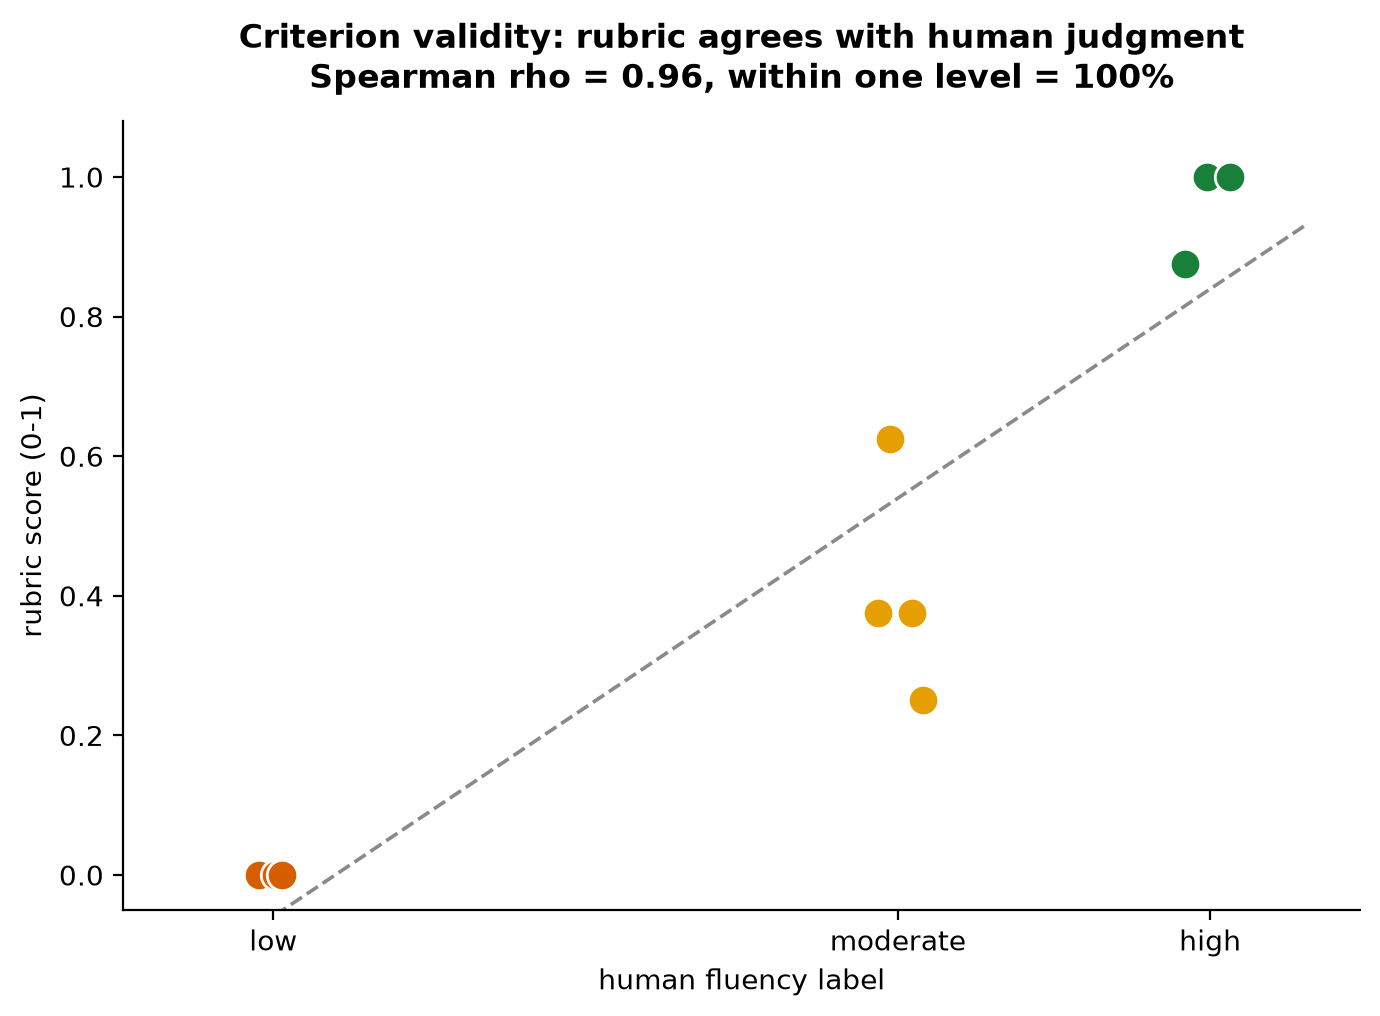 Criterion validity: rubric agrees with human judgment
Spearman rho = 0.96, within one level = 100%
1.0
0.8
0.6
0.4
0.2
0.0
rubric score (0-1)
low
moderate
high
human fluency label